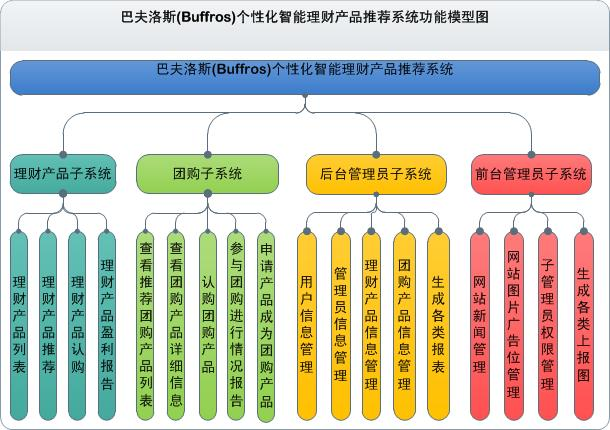 巴夫洛斯(Buffros)个性化智能理财产品推荐系统功能模型图
巴夫洛斯(Buffros)个性化智能理财产品推荐系统
理财产品子系统
团购子系统
后台管理员子系统
前台管理员子系统
理财产品列表
理财产品推荐
理财产品认购
理财产品盈利报告
查看推荐团购产品列表
查看团购产品详细信息
认购团购产品
参与团购进行情况报告
申请产品成为团购产品
用户信息管理
管理员信息管理
理财产品信息管理
团购产品信息管理
生成各类报表
网站新闻管理
网站图片广告位管理
子管理员权限管理
生成各类上报图